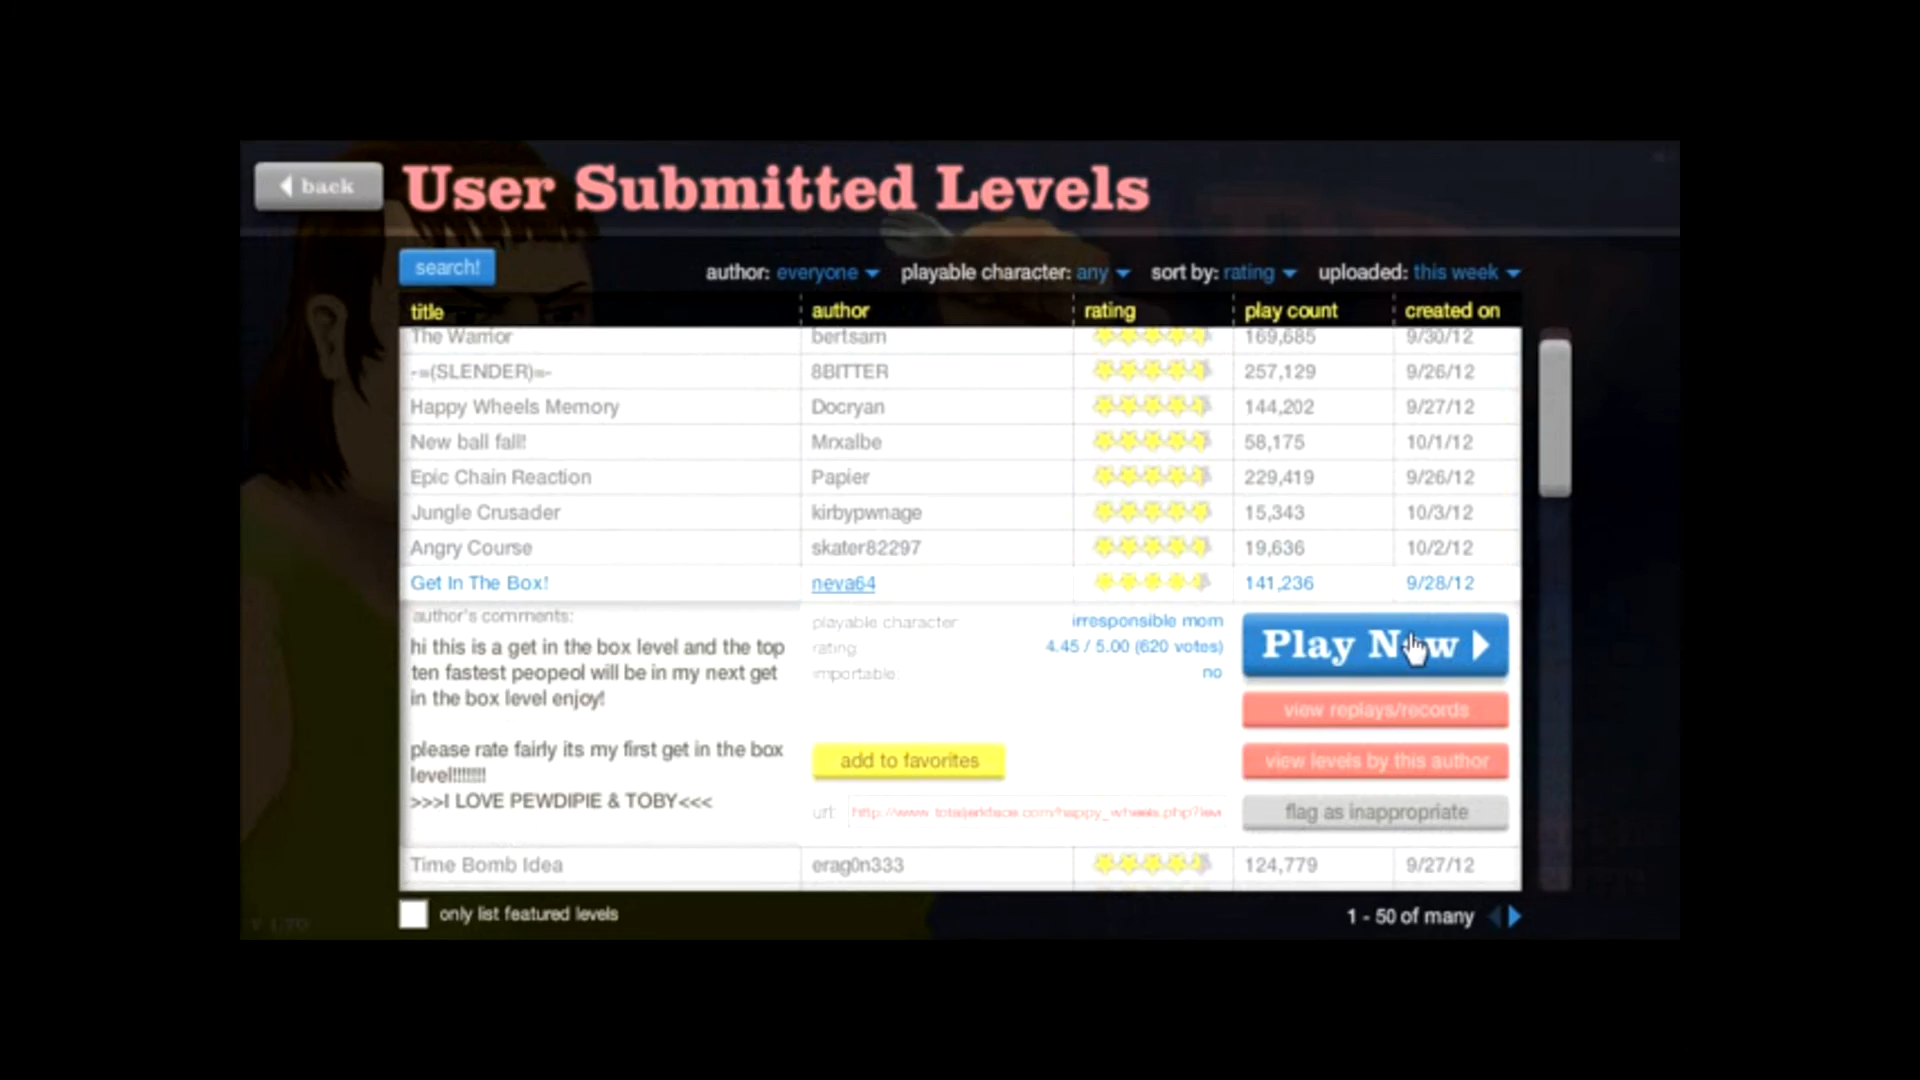 back
User Submitted Levels
search!
author: everyone playable character: any sort by: rating uploaded: this week
title author rating play count created on
The Warrior bertsam 169,685 9/30/12
-=(SLENDER)=- 8BITTER 257,129 9/26/12
Happy Wheels Memory Docryan 144,202 9/27/12
New ball fall! Mrxalbe 58,175 10/1/12
Epic Chain Reaction Papier 229,419 9/26/12
Jungle Crusader kirbypwnage 15,343 10/3/12
Angry Course skater82297 19,636 10/2/12
Get In The Box! neva64 141,236 9/28/12
author's comments:
hi this is a get in the box level and the top
ten fastest peopeol will be in my next get
in the box level enjoy!
please rate fairly its my first get in the box
level!!!!!!!!
>>>I LOVE PEWDIPIE & TOBY<<<
playable character: irresponsible mom
rating: 4.45 / 5.00 (620 votes)
importable: no
add to favorites
url: http://www.totaljerkface.com/happy_wheels.php?lev
Play Now
view replays/records
view levels by this author
flag as inappropriate
Time Bomb Idea erag0n333 124,779 9/27/12
only list featured levels
1 - 50 of many
v 1.70